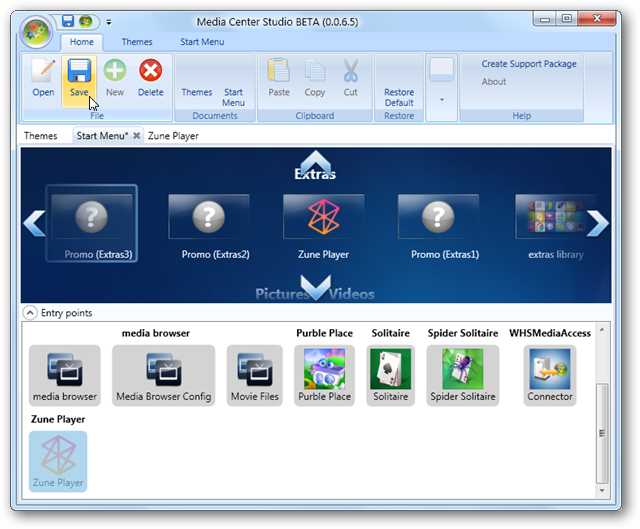 Media Center Studio BETA (0.0.6.5)
Home Themes Start Menu
Open Save New Delete Themes Start Menu Paste Copy Cut Restore Default
Create Support Package
About
File Documents Clipboard Restore Help
Themes Start Menu* Zune Player
Extras
Promo (Extras3) Promo (Extras2) Zune Player Promo (Extras1) extras library
Pictures Videos
Entry points
media browser Purble Place Solitaire Spider Solitaire WHSMediaAccess
media browser Media Browser Config Movie Files Purble Place Solitaire Spider Solitaire Connector
Zune Player
Zune Player